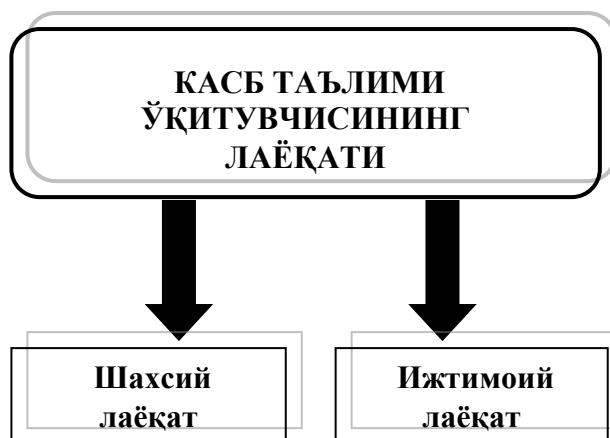 КАСБ ТАЪЛИМИ
ЎҚИТУВЧИСИНИНГ
ЛАЁҚАТИ
Шахсий
лаёқат
Ижтимоий
лаёқат